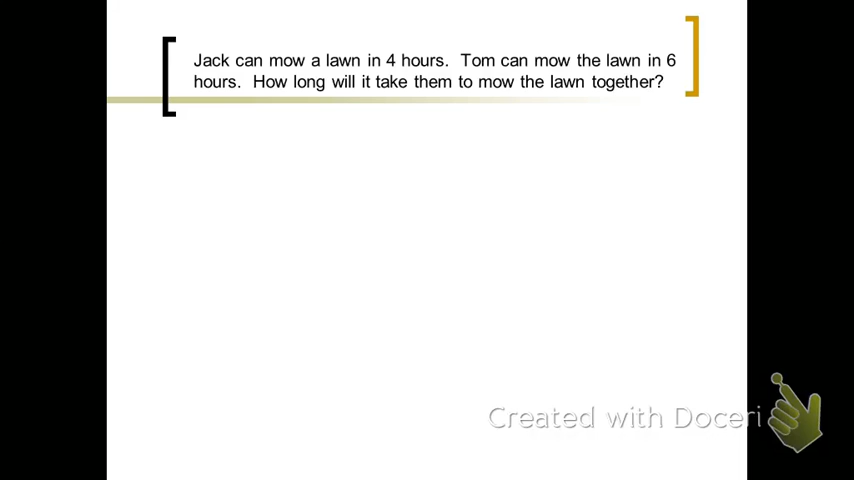 Jack can mow a lawn in 4 hours.  Tom can mow the lawn in 6
hours.  How long will it take them to mow the lawn together?
Created with Doceri